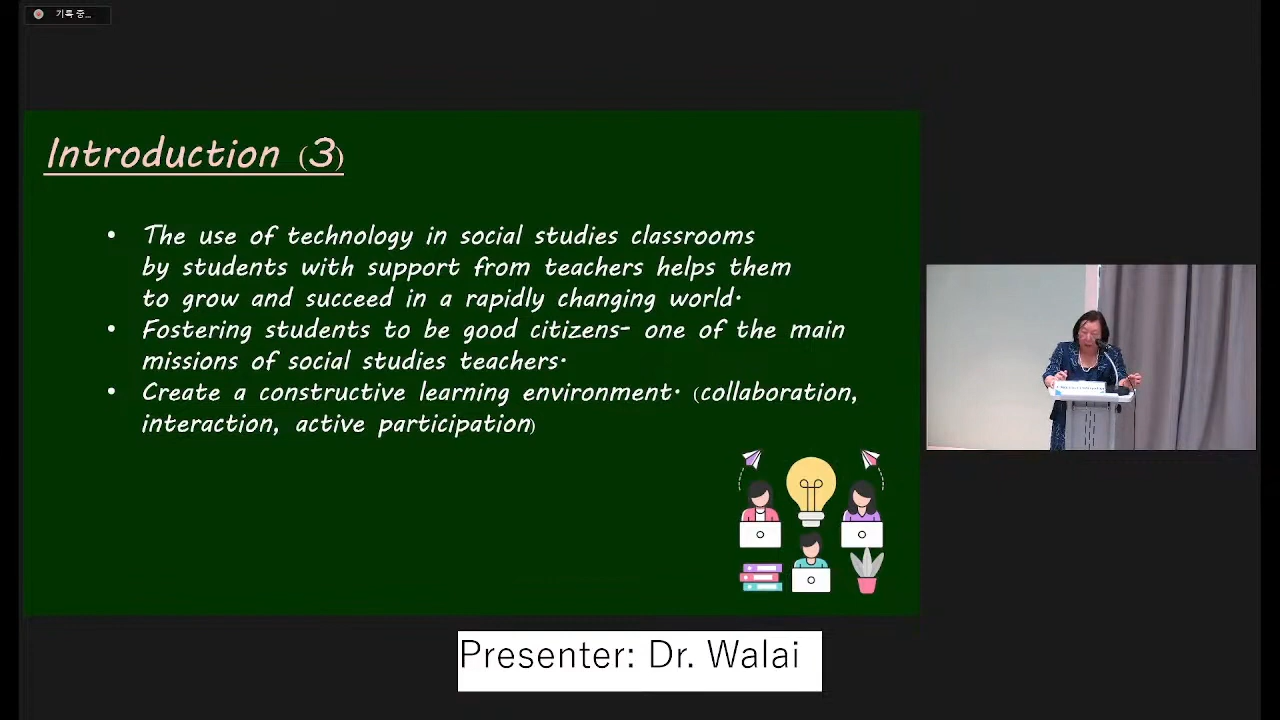 기록 중...
Introduction (3)
• The use of technology in social studies classrooms
by students with support from teachers helps them
to grow and succeed in a rapidly changing world.
• Fostering students to be good citizens- one of the main
missions of social studies teachers.
• Create a constructive learning environment. (collaboration,
interaction, active participation)
Presenter: Dr. Walai